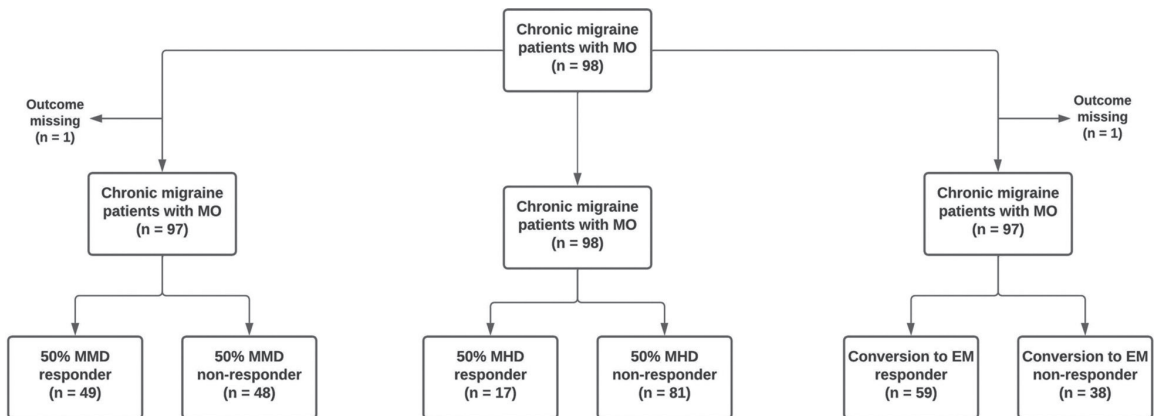 Chronic migraine
patients with MO
(n = 98)
Outcome
missing
(n = 1)
Outcome
missing
(n = 1)
Chronic migraine
patients with MO
(n = 97)
Chronic migraine
patients with MO
(n = 98)
Chronic migraine
patients with MO
(n = 97)
50% MMD
responder
(n = 49)
50% MMD
non-responder
(n = 48)
50% MHD
responder
(n = 17)
50% MHD
non-responder
(n = 81)
Conversion to EM
responder
(n = 59)
Conversion to EM
non-responder
(n = 38)